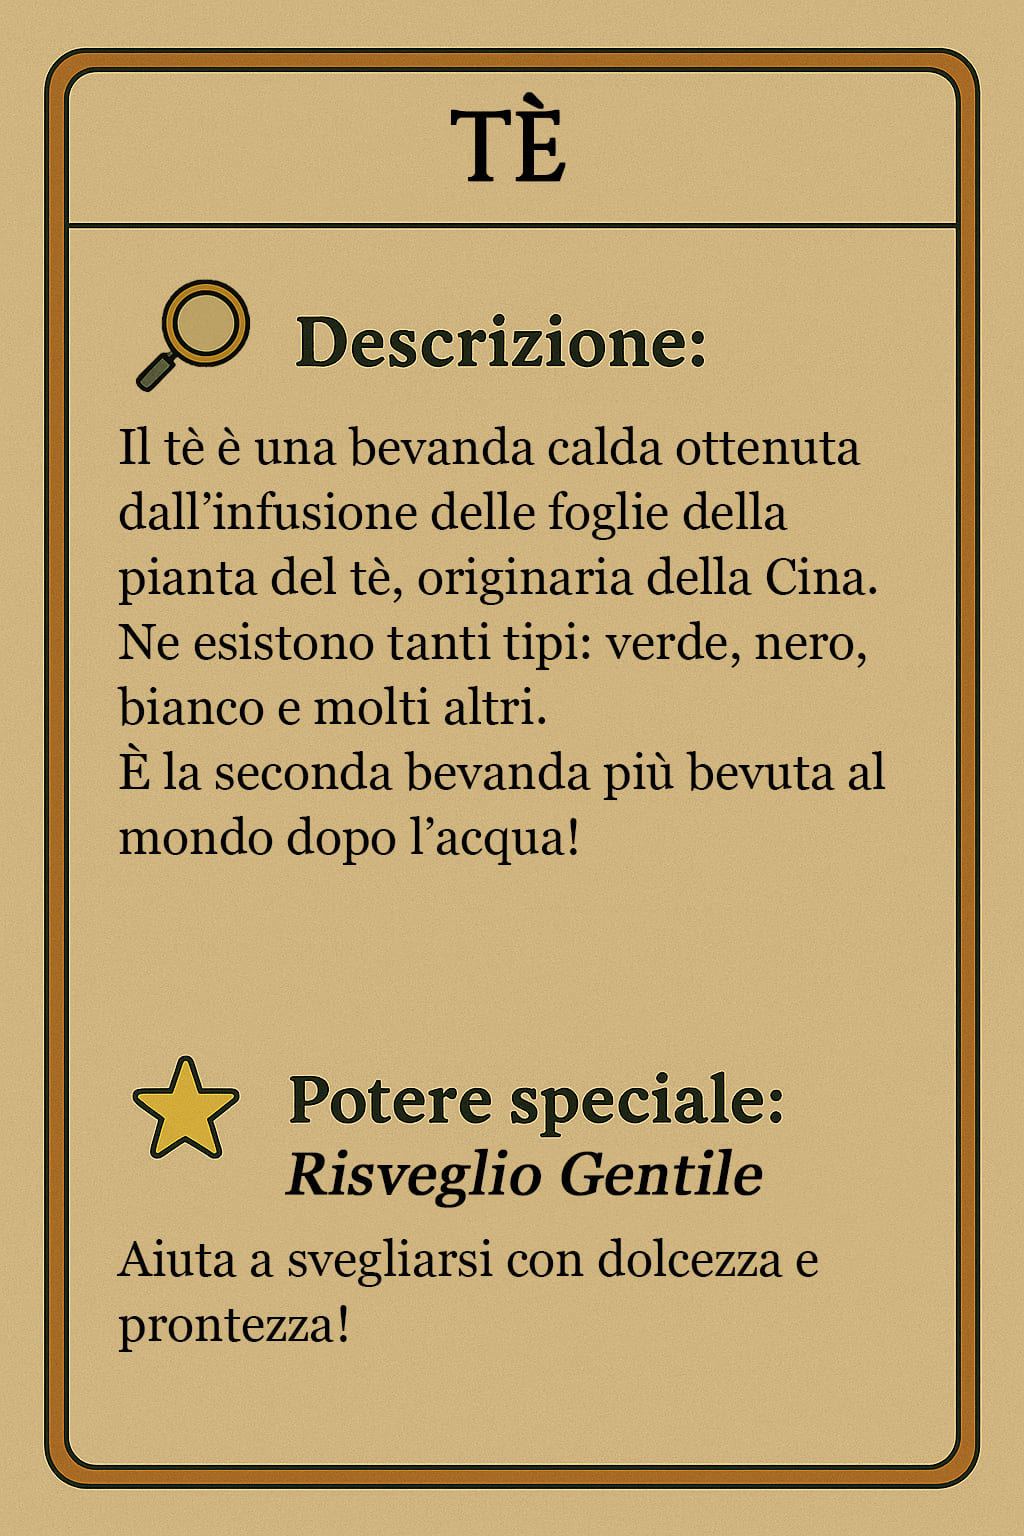 TÈ
Descrizione:
Il tè è una bevanda calda ottenuta
dall’infusione delle foglie della
pianta del tè, originaria della Cina.
Ne esistono tanti tipi: verde, nero,
bianco e molti altri.
È la seconda bevanda più bevuta al
mondo dopo l’acqua!
Potere speciale:
Risveglio Gentile
Aiuta a svegliarsi con dolcezza e
prontezza!